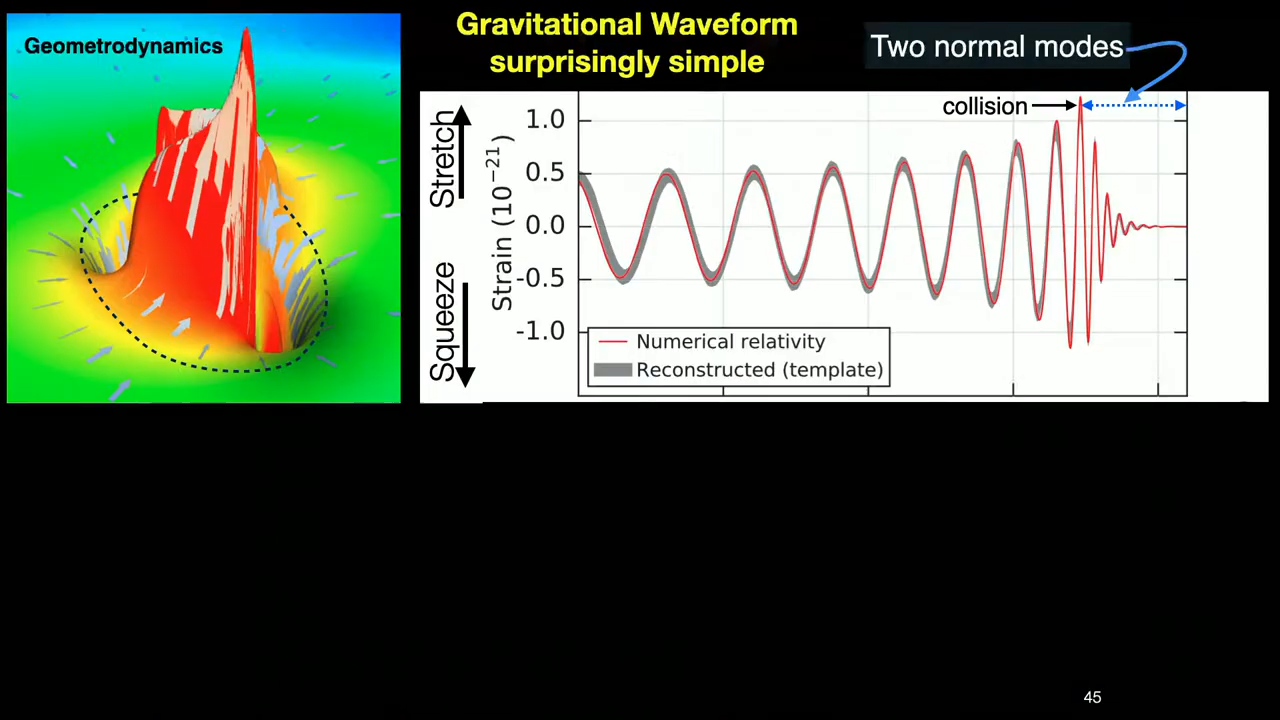 Geometrodynamics
Gravitational Waveform
surprisingly simple
Two normal modes
collision
Stretch
Squeeze
Strain (10⁻²¹)
1.0
0.5
0.0
-0.5
-1.0
Numerical relativity
Reconstructed (template)
45